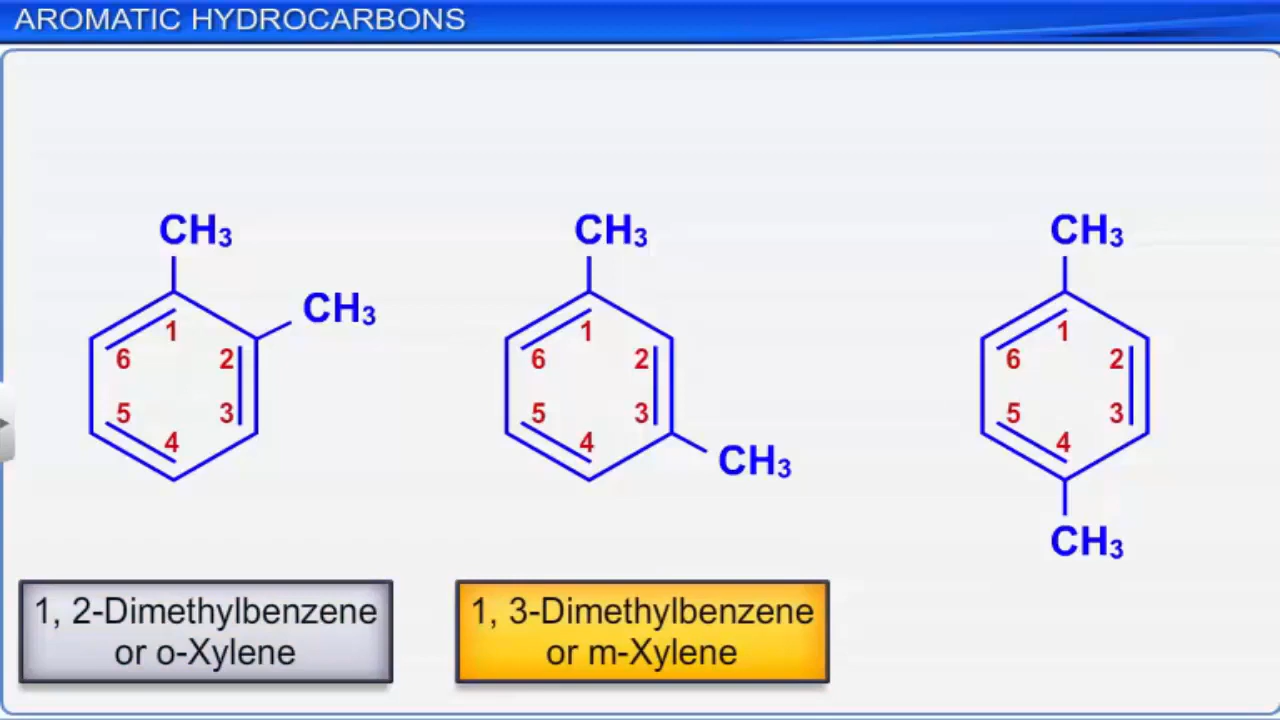 AROMATIC HYDROCARBONS
CH3
CH3
1
2
3
4
5
6
1, 2-Dimethylbenzene
or o-Xylene
CH3
1
2
3
4
5
6
CH3
1, 3-Dimethylbenzene
or m-Xylene
CH3
1
2
3
4
5
6
CH3